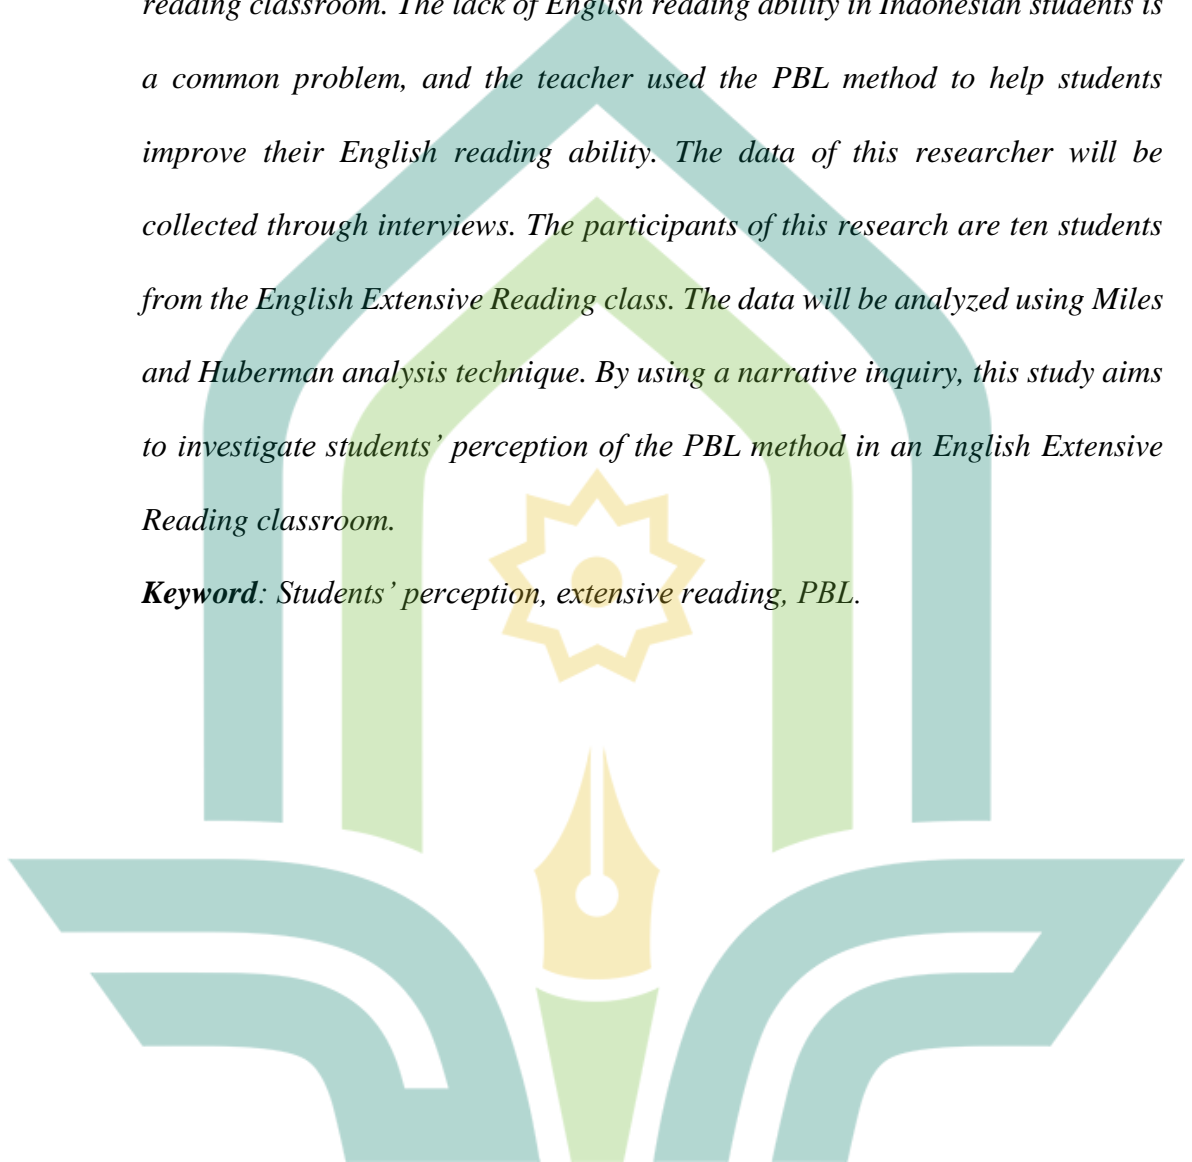 reading classroom. The lack of English reading ability in Indonesian students is
a common problem, and the teacher used the PBL method to help students
improve their English reading ability. The data of this researcher will be
collected through interviews. The participants of this research are ten students
from the English Extensive Reading class. The data will be analyzed using Miles
and Huberman analysis technique. By using a narrative inquiry, this study aims
to investigate students’ perception of the PBL method in an English Extensive
Reading classroom.
Keyword: Students’ perception, extensive reading, PBL.